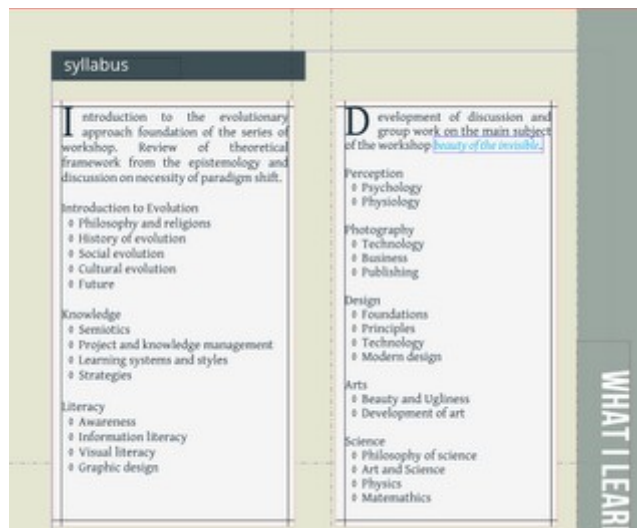 syllabus
Introduction to the evolutionary
approach foundation of the series of
workshop. Review of theoretical
framework from the epistemology and
discussion on necessity of paradigm shift.
Introduction to Evolution
Philosophy and religions
History of evolution
Social evolution
Cultural evolution
Future
Knowledge
Semiotics
Project and knowledge management
Learning systems and styles
Strategies
Literacy
Awareness
Information literacy
Visual literacy
Graphic design
Development of discussion and
group work on the main subject
of the workshop beauty of the invisible.
Perception
Psychology
Physiology
Photography
Technology
Business
Publishing
Design
Foundations
Principles
Technology
Modern design
Arts
Beauty and Ugliness
Development of art
Science
Philosophy of science
Art and Science
Physics
Matemathics
WHAT I LEAR